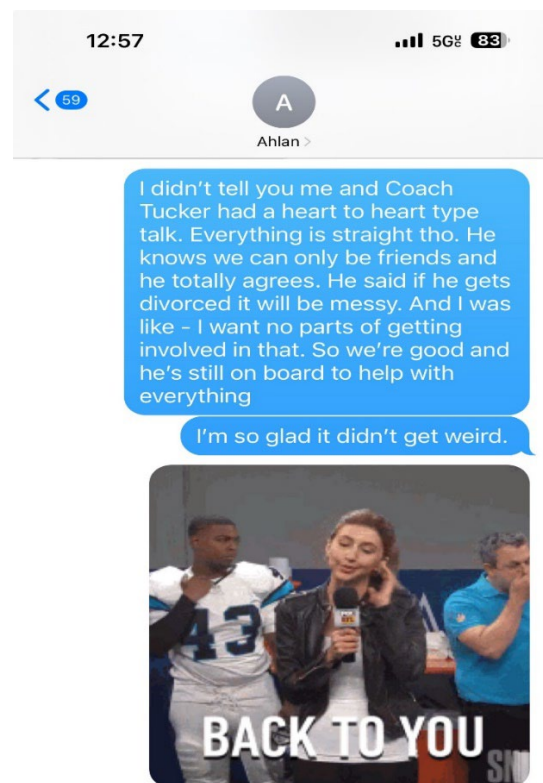 12:57
5G 83
59
A
Ahlan >
I didn't tell you me and Coach
Tucker had a heart to heart type
talk. Everything is straight tho. He
knows we can only be friends and
he totally agrees. He said if he gets
divorced it will be messy. And I was
like - I want no parts of getting
involved in that. So we're good and
he's still on board to help with
everything
I'm so glad it didn't get weird.
43
BACK TO YOU
SNL